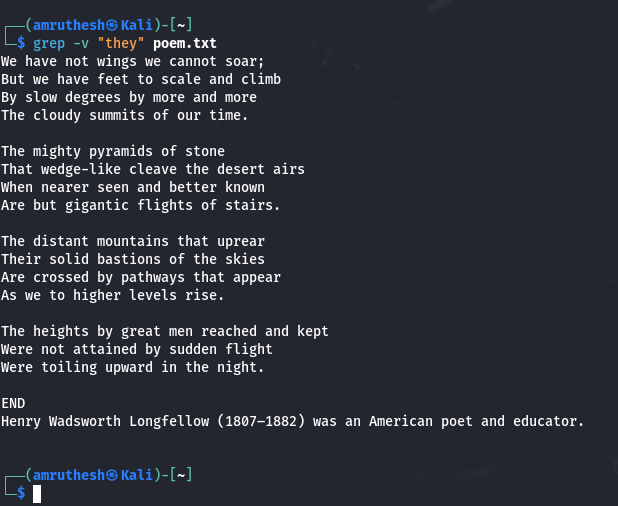 ┌──(amruthesh㉿Kali)-[~]
└─$ grep -v "they" poem.txt
We have not wings we cannot soar;
But we have feet to scale and climb
By slow degrees by more and more
The cloudy summits of our time.

The mighty pyramids of stone
That wedge-like cleave the desert airs
When nearer seen and better known
Are but gigantic flights of stairs.

The distant mountains that uprear
Their solid bastions of the skies
Are crossed by pathways that appear
As we to higher levels rise.

The heights by great men reached and kept
Were not attained by sudden flight
Were toiling upward in the night.

END
Henry Wadsworth Longfellow (1807–1882) was an American poet and educator.

┌──(amruthesh㉿Kali)-[~]
└─$